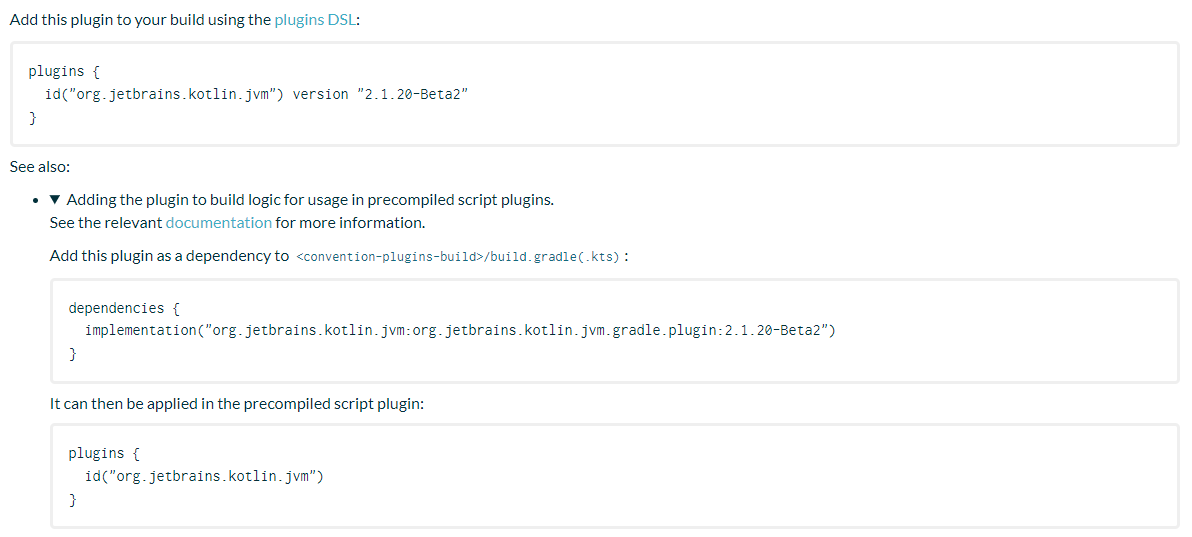 Add this plugin to your build using the plugins DSL:
plugins {
  id("org.jetbrains.kotlin.jvm") version "2.1.20-Beta2"
}
See also:
• ▼ Adding the plugin to build logic for usage in precompiled script plugins.
See the relevant documentation for more information.
Add this plugin as a dependency to <convention-plugins-build>/build.gradle(.kts) :
dependencies {
  implementation("org.jetbrains.kotlin.jvm:org.jetbrains.kotlin.jvm.gradle.plugin:2.1.20-Beta2")
}
It can then be applied in the precompiled script plugin:
plugins {
  id("org.jetbrains.kotlin.jvm")
}